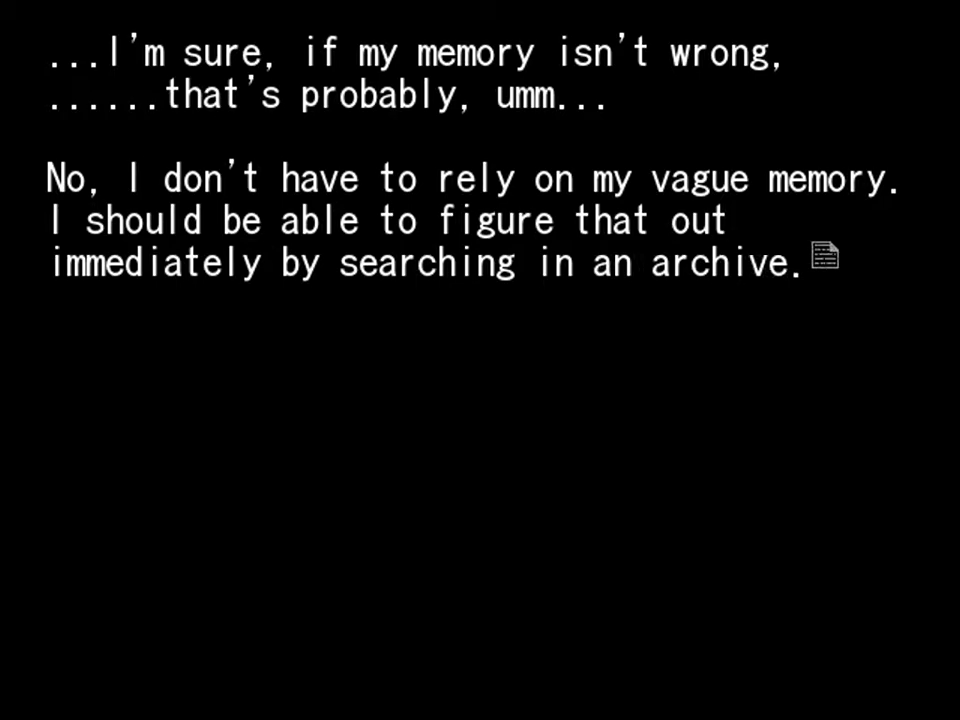 ...I'm sure, if my memory isn't wrong,
......that's probably, umm...
No, I don't have to rely on my vague memory.
I should be able to figure that out
immediately by searching in an archive.